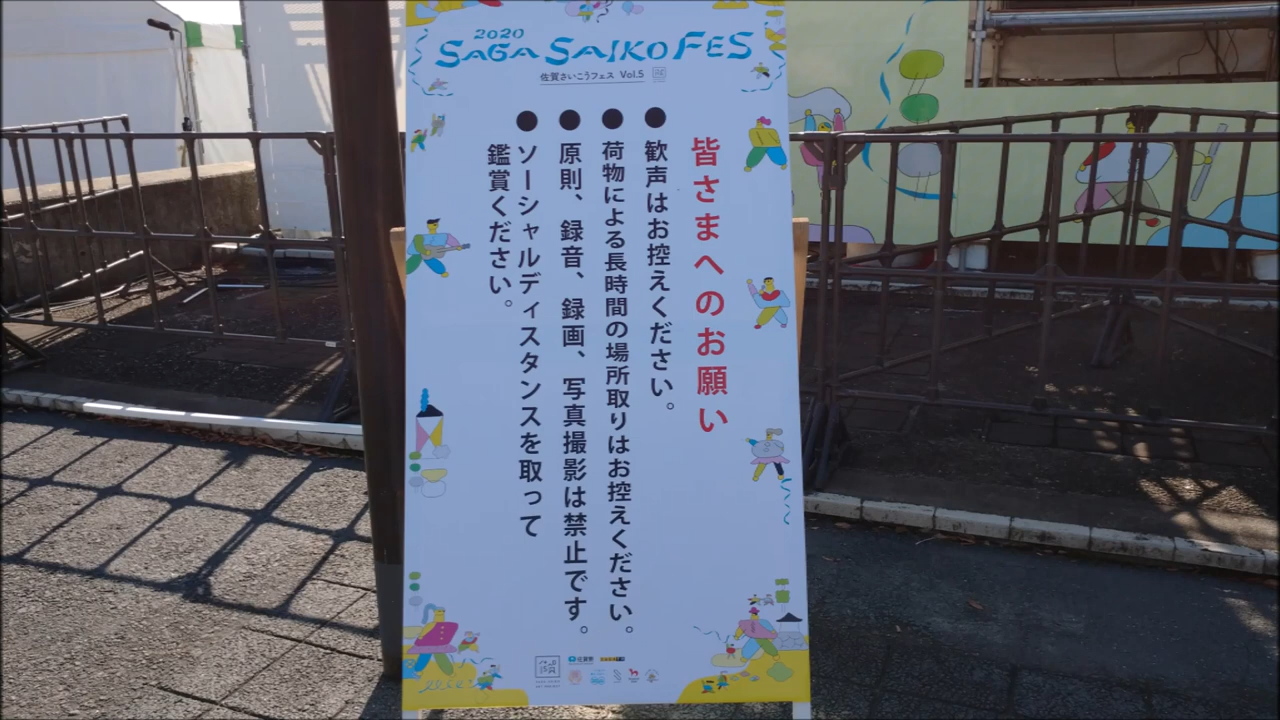 2020
SAGA SAIKO FES
佐賀さいこうフェス Vol.5
皆さまへのお願い
●歓声はお控えください。
●荷物による長時間の場所取りはお控えください。
●原則、録音、録画、写真撮影は禁止です。
●ソーシャルディスタンスを取って
鑑賞ください。
佐賀県